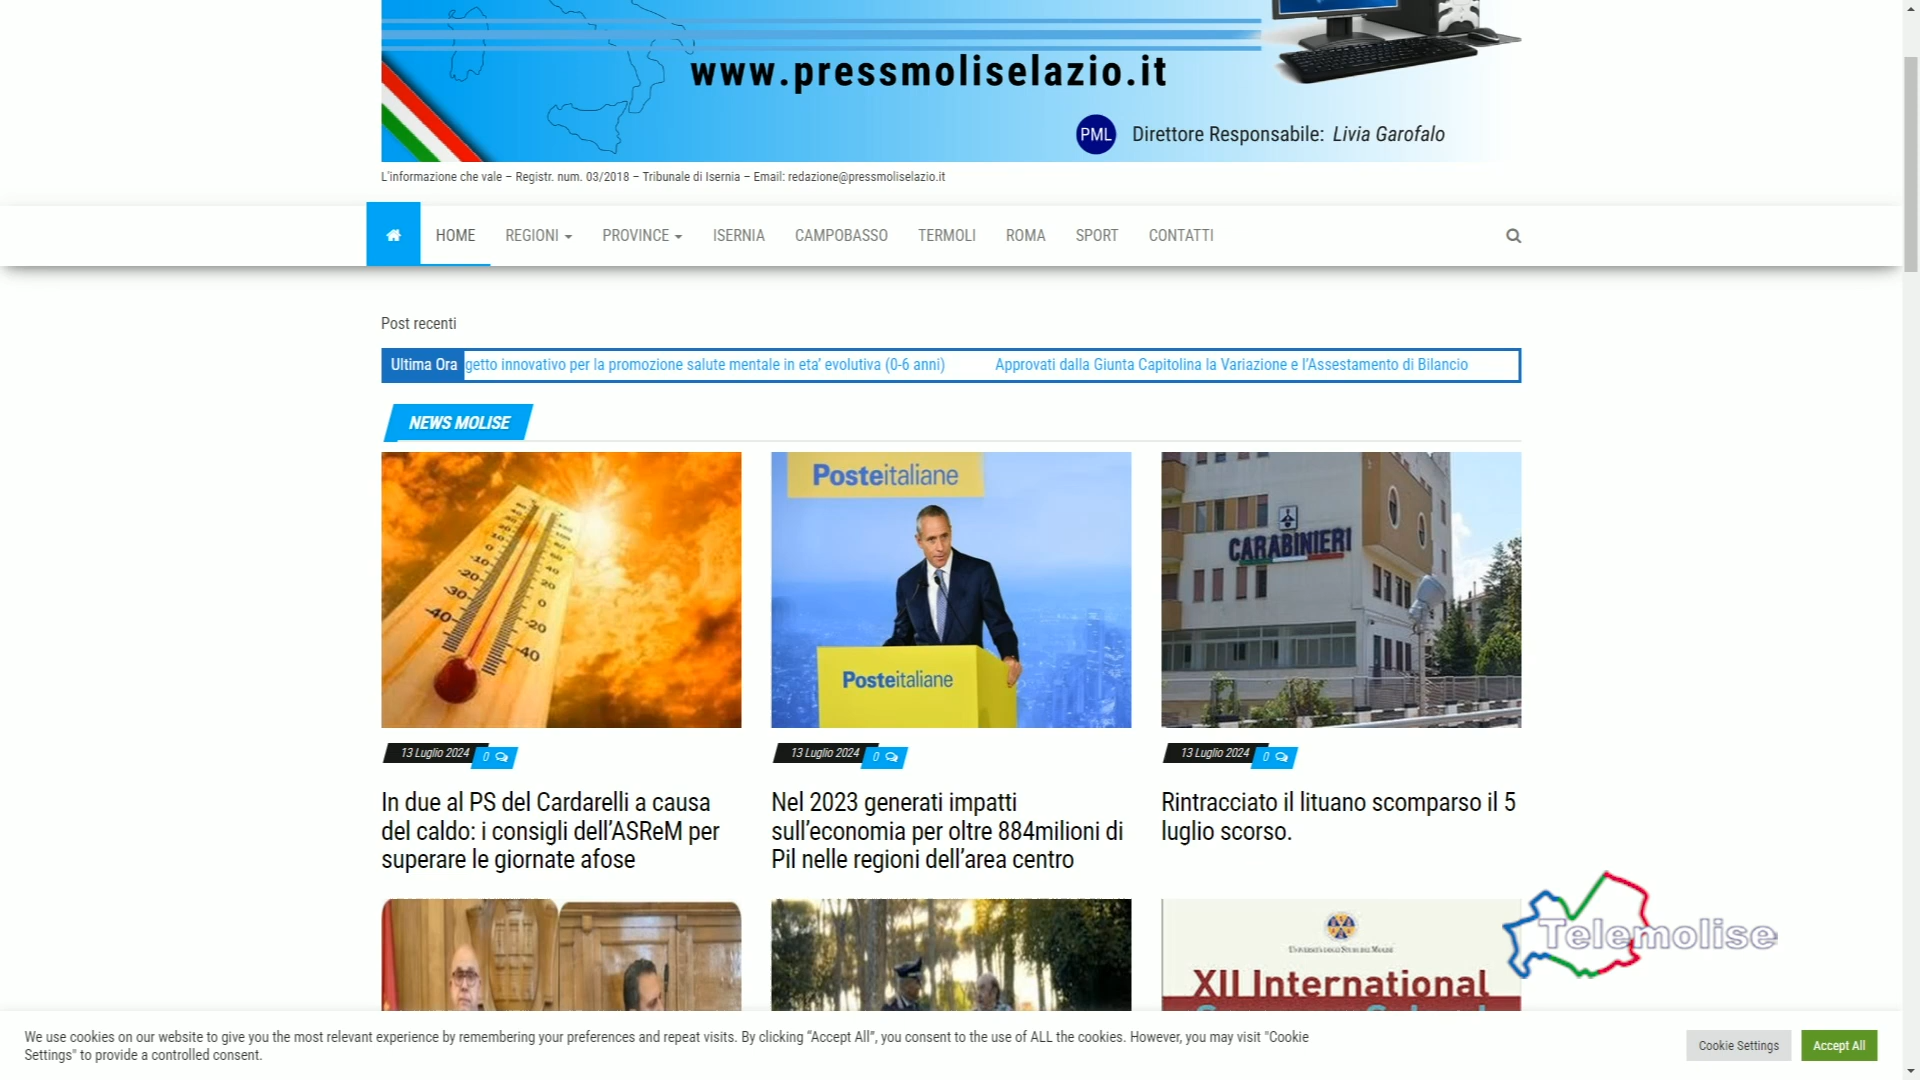 www.pressmoliselazio.it
PML Direttore Responsabile: Livia Garofalo
L'informazione che vale – Registr. num. 03/2018 – Tribunale di Isernia – Email: redazione@pressmoliselazio.it
HOME REGIONI PROVINCE ISERNIA CAMPOBASSO TERMOLI ROMA SPORT CONTATTI
Post recenti
Ultima Ora getto innovativo per la promozione salute mentale in eta’ evolutiva (0-6 anni) Approvati dalla Giunta Capitolina la Variazione e l’Assestamento di Bilancio
NEWS MOLISE
Posteitaliane
CARABINIERI
Posteitaliane
13 Luglio 2024 0
13 Luglio 2024 0
13 Luglio 2024 0
In due al PS del Cardarelli a causa
del caldo: i consigli dell’ASReM per
superare le giornate afose
Nel 2023 generati impatti
sull’economia per oltre 884milioni di
Pil nelle regioni dell’area centro
Rintracciato il lituano scomparso il 5
luglio scorso.
Telemolise
XII International
We use cookies on our website to give you the most relevant experience by remembering your preferences and repeat visits. By clicking “Accept All”, you consent to the use of ALL the cookies. However, you may visit "Cookie
Settings" to provide a controlled consent.
Cookie Settings
Accept All